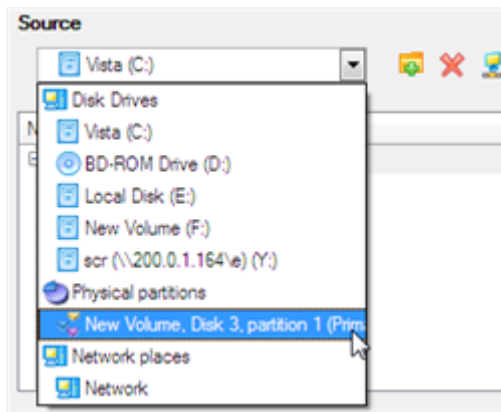 Source
Vista (C:)
Disk Drives
Vista (C:)
BD-ROM Drive (D:)
Local Disk (E:)
New Volume (F:)
scr (\\200.0.1.164\e) (Y:)
Physical partitions
New Volume, Disk 3, partition 1 (Prim
Network places
Network